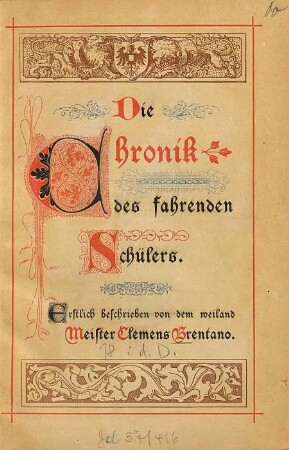 Die
Chronik
des fahrenden
Schülers.
Erstlich beschrieben von dem weiland
Meister Clemens Brentano.